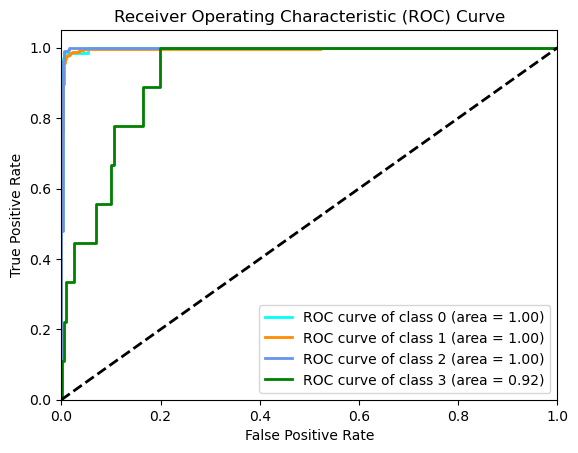 Receiver Operating Characteristic (ROC) Curve
1.0
0.8
0.6
0.4
0.2
0.0
True Positive Rate
ROC curve of class 0 (area = 1.00)
ROC curve of class 1 (area = 1.00)
ROC curve of class 2 (area = 1.00)
ROC curve of class 3 (area = 0.92)
0.0 0.2 0.4 0.6 0.8 1.0
False Positive Rate